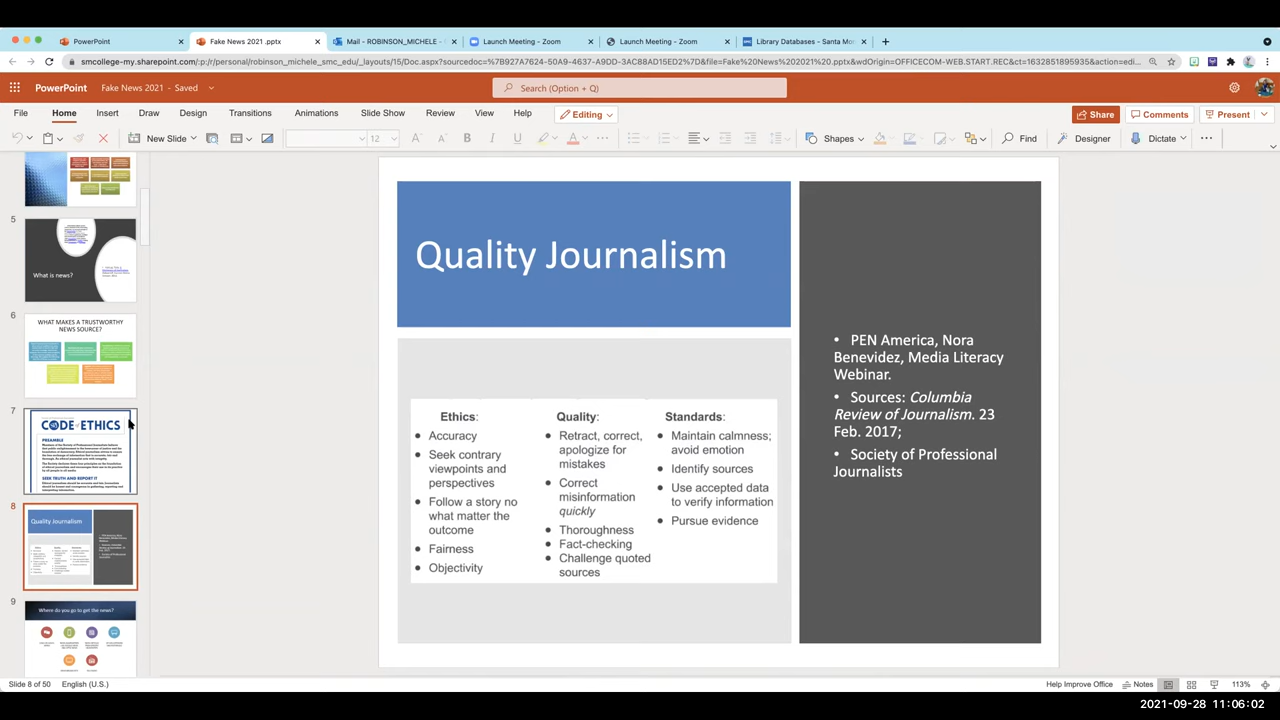 PowerPoint
Fake News 2021 .pptx
Mail - ROBINSON_MICHELE -
Launch Meeting - Zoom
Launch Meeting - Zoom
Library Databases - Santa Mo
smccollege-my.sharepoint.com/:p:/r/personal/robinson_michele_smc_edu/_layouts/15/Doc.aspx?sourcedoc=%7B927A7624-50A9-4637-A9DD-3AC88AD15ED2%7D&file=Fake%20News%202021%20.pptx&wdOrigin=OFFICECOM-WEB.START.REC&ct=1632851895935&action=edi...
PowerPoint
Fake News 2021 - Saved
Search (Option + Q)
File
Home
Insert
Draw
Design
Transitions
Animations
Slide Show
Review
View
Help
Editing
Share
Comments
Present
New Slide
12
B
I
U
A
Shapes
Find
Designer
Dictate
5
What is news?
6
WHAT MAKES A TRUSTWORTHY
NEWS SOURCE?
7
CODE of ETHICS
PREAMBLE
SEEK TRUTH AND REPORT IT
8
Quality Journalism
9
Where do you go to get the news?
Quality Journalism
Ethics:
• Accuracy
• Seek contrary
viewpoints and
perspectives
• Follow a story no
what matter the
outcome
• Fairness
• Objectivity
Quality:
• Retract, correct,
apologize for
mistakes
• Correct
misinformation
quickly
• Thoroughness
• Fact-checking
• Challenge quoted
sources
Standards:
• Maintain calmness;
avoid emotion
• Identify sources
• Use accepted data
to verify information
• Pursue evidence
• PEN America, Nora
Benevidez, Media Literacy
Webinar.
• Sources: Columbia
Review of Journalism. 23
Feb. 2017;
• Society of Professional
Journalists
Slide 8 of 50
English (U.S.)
Help Improve Office
Notes
113%
2021-09-28 11:06:02